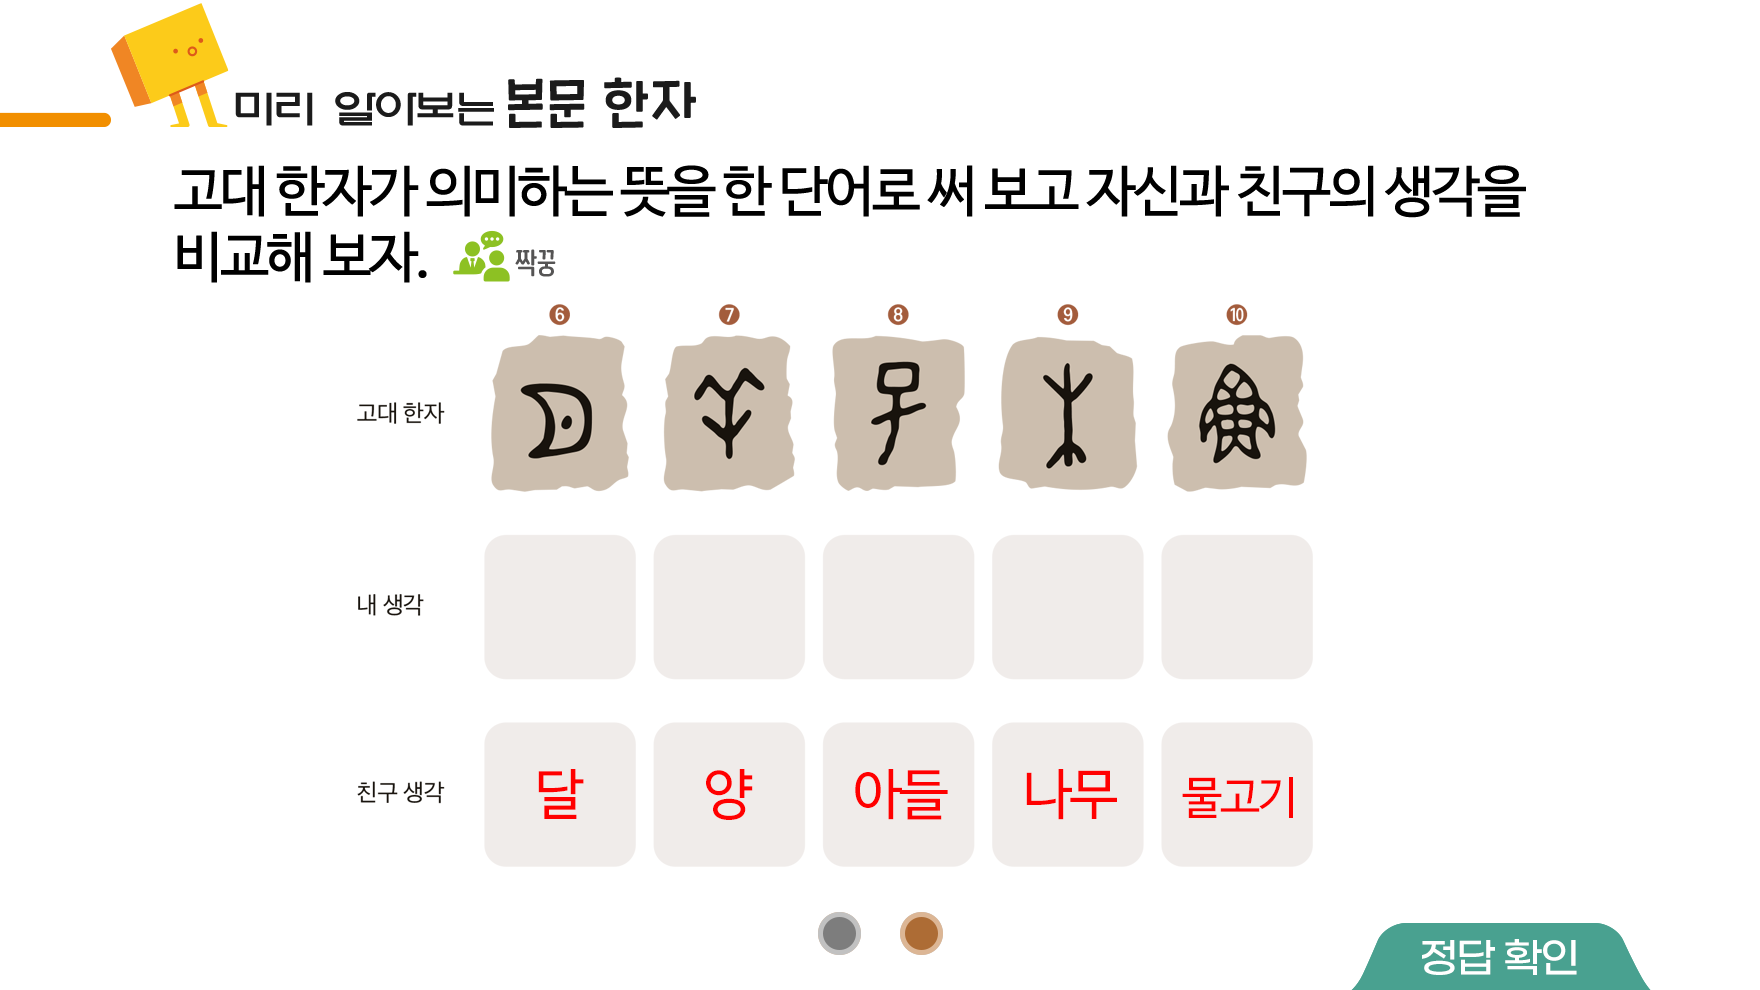 미리 알아보는 본문 한자
고대 한자가 의미하는 뜻을 한 단어로 써 보고 자신과 친구의 생각을
비교해 보자. 짝꿍
❻ ❼ ❽ ❾ ❿
고대 한자
내 생각
친구 생각 달 양 아들 나무 물고기
정답 확인